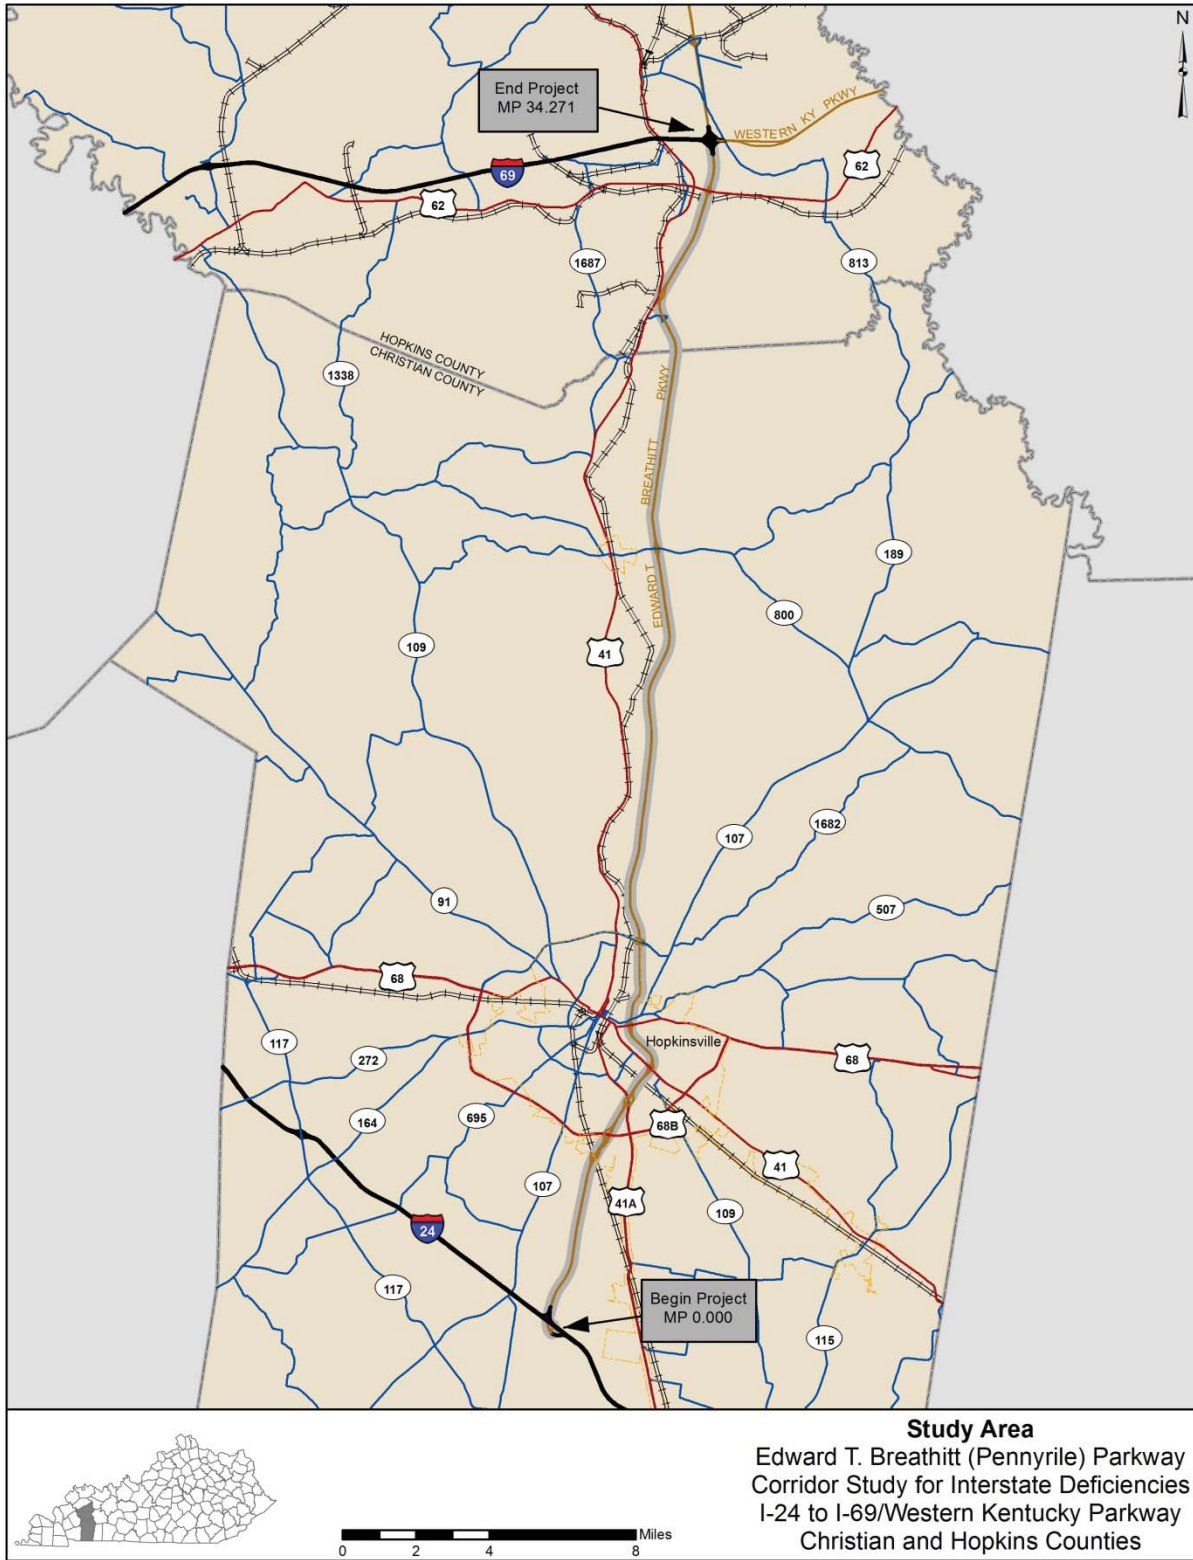 N
End Project
MP 34.271
WESTERN KY PKWY
62
69
62
1687
813
HOPKINS COUNTY
CHRISTIAN COUNTY
1338
PKWY
BREATHITT
EDWARD T
189
800
109
41
1682
107
91
507
68
Hopkinsville
117
272
68
164
695
68B
41
107
41A
109
24
117
Begin Project
MP 0.000
115
Study Area
Edward T. Breathitt (Pennyrile) Parkway
Corridor Study for Interstate Deficiencies
I-24 to I-69/Western Kentucky Parkway
Christian and Hopkins Counties
Miles
0 2 4 8